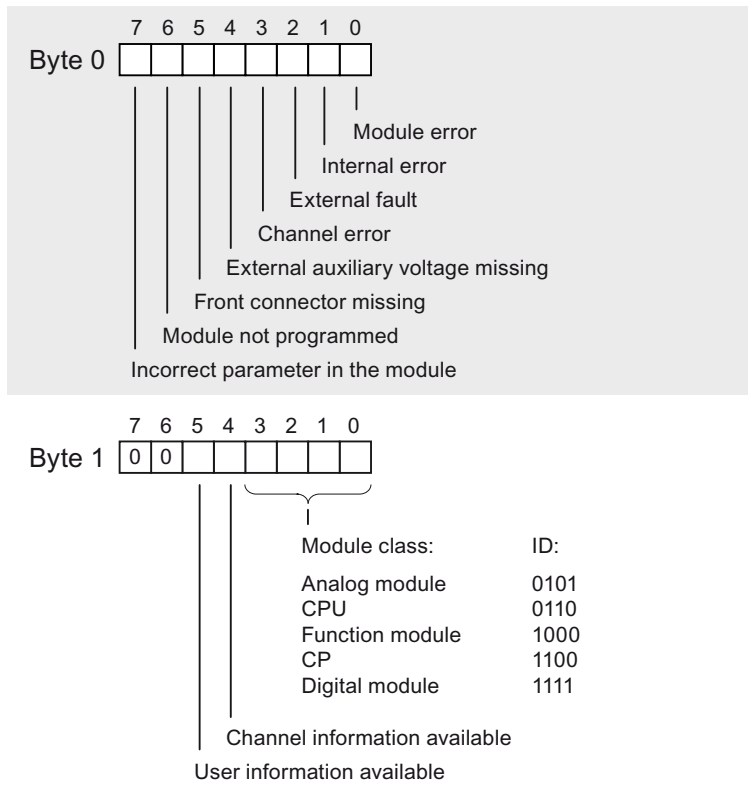 7 6 5 4 3 2 1 0
Byte 0
Module error
Internal error
External fault
Channel error
External auxiliary voltage missing
Front connector missing
Module not programmed
Incorrect parameter in the module
7 6 5 4 3 2 1 0
Byte 1 0 0
Module class: ID:
Analog module 0101
CPU 0110
Function module 1000
CP 1100
Digital module 1111
Channel information available
User information available